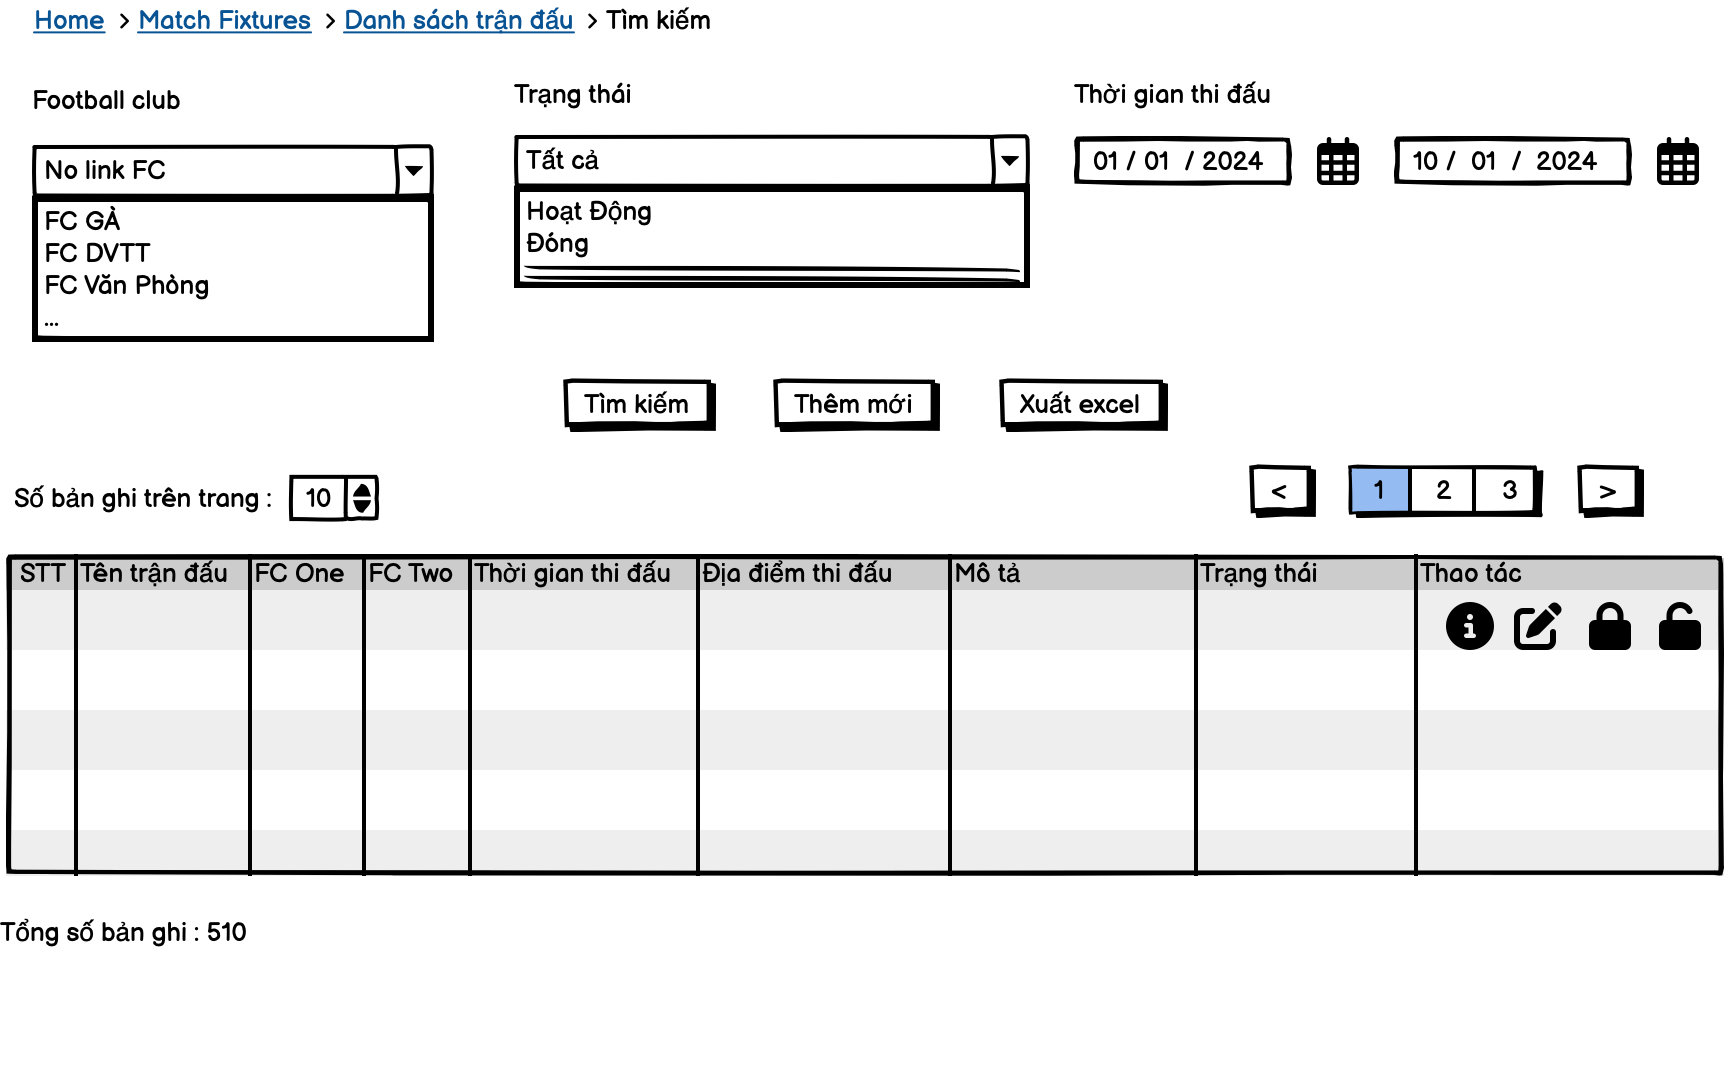 Home > Match Fixtures > Danh sách trận đấu > Tìm kiếm
Football club
Trạng thái
Thời gian thi đấu
No link FC
FC GÀ
FC DVTT
FC Văn Phòng
...
Tất cả
Hoạt Động
Đóng
01 / 01 / 2024
10 / 01 / 2024
Tìm kiếm
Thêm mới
Xuất excel
Số bản ghi trên trang : 10
< 1 2 3 >
STT Tên trận đấu FC One FC Two Thời gian thi đấu Địa điểm thi đấu Mô tả Trạng thái Thao tác
Tổng số bản ghi : 510